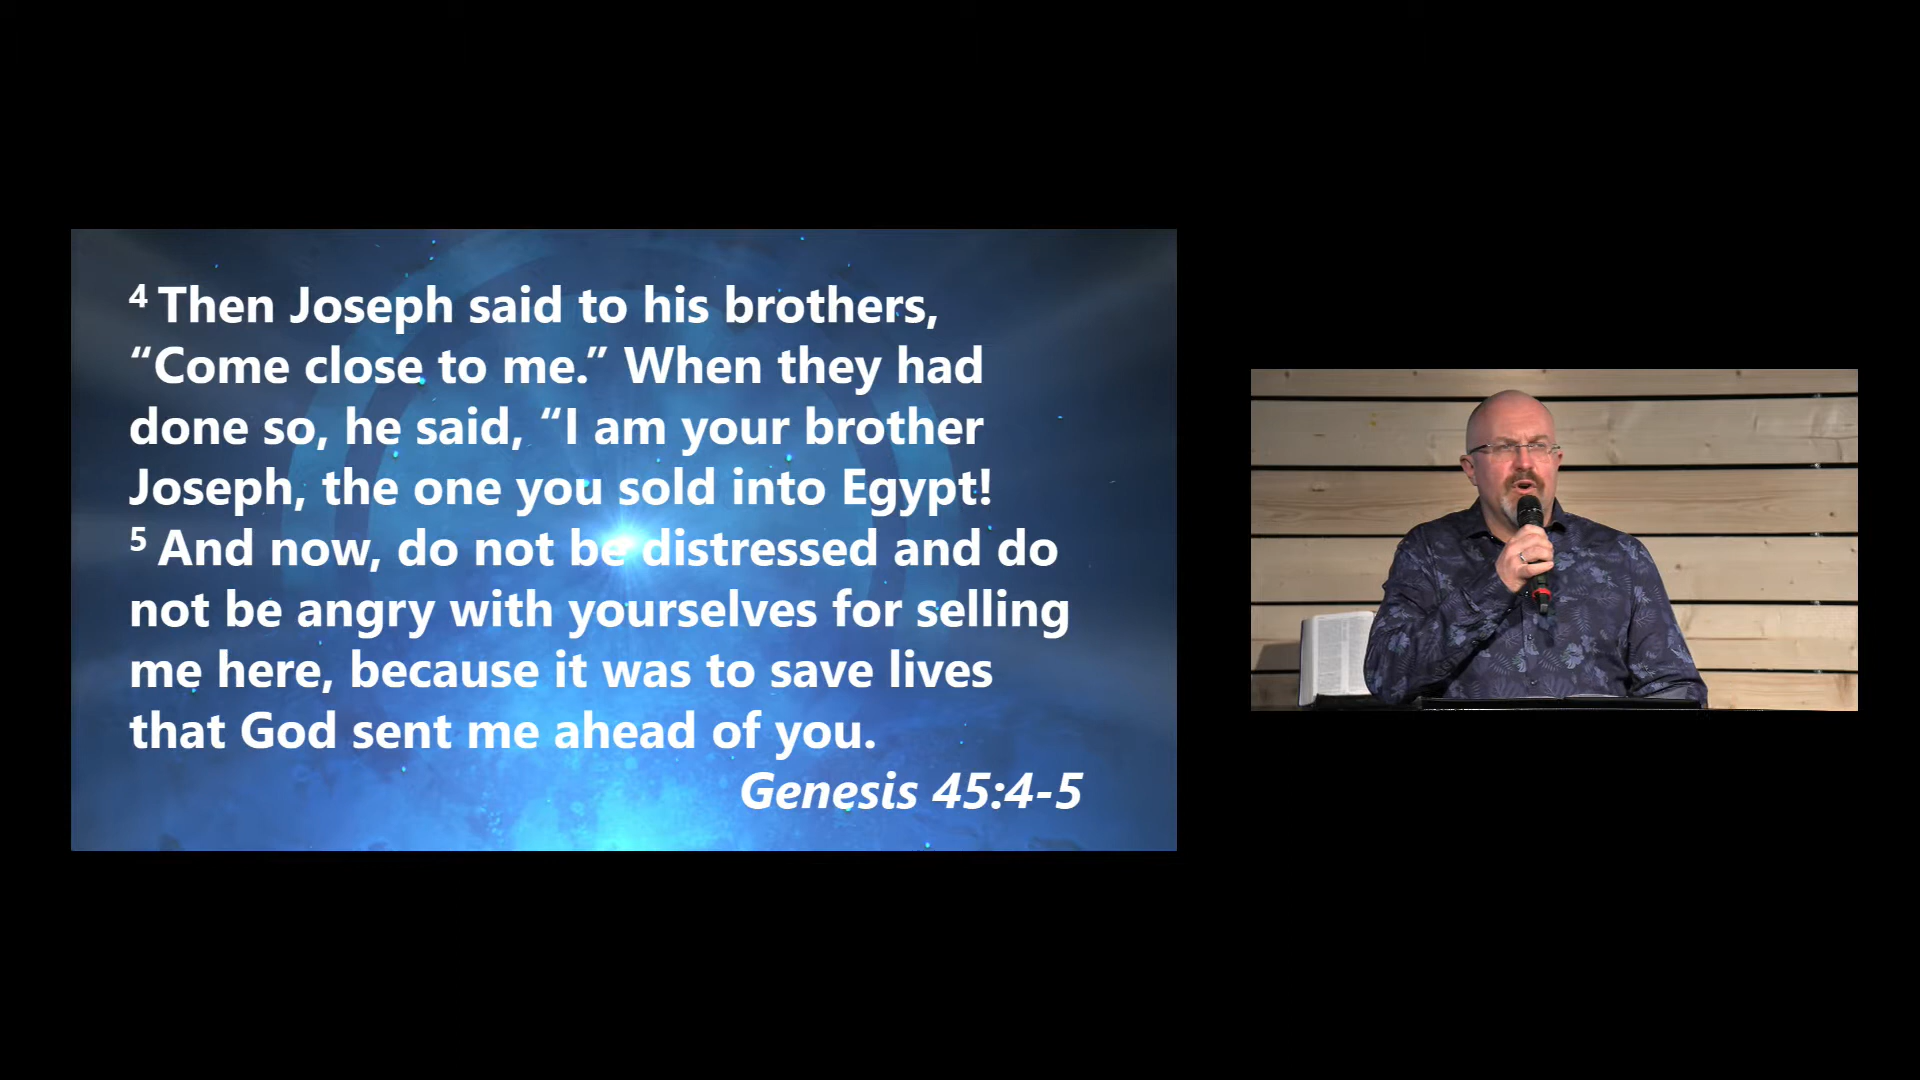 4 Then Joseph said to his brothers,
“Come close to me.” When they had
done so, he said, “I am your brother
Joseph, the one you sold into Egypt!
5 And now, do not be distressed and do
not be angry with yourselves for selling
me here, because it was to save lives
that God sent me ahead of you.
Genesis 45:4-5